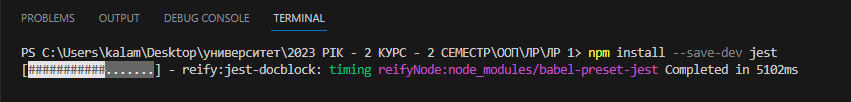 PROBLEMS OUTPUT DEBUG CONSOLE TERMINAL
PS C:\Users\kalam\Desktop\университет\2023 РІК - 2 КУРС - 2 СЕМЕСТР\ООП\ЛР\ЛР 1> npm install --save-dev jest
[###########.......] - reify:jest-docblock: timing reifyNode:node_modules/babel-preset-jest Completed in 5102ms